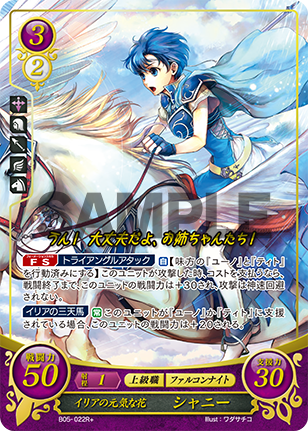 3
2
SAMPLE
うん! 大丈夫だよ、お姉ちゃんたち!
FS トライアングルアタック 自 【味方の「ユーノ」と「ティト」
を行動済みにする】このユニットが攻撃した時、コストを支払うなら、
戦闘終了まで、このユニットの戦闘力は+30され、攻撃は神速回避
されない。
イリアの三天馬 常 このユニットが「ユーノ」か「ティト」に支援
されている場合、このユニットの戦闘力は+20される。
戦闘力
50
射程 1 上級職 ファルコンナイト
支援力
30
イリアの元気な花 シャニー
B05-022R+ Illust:ワダサチコ